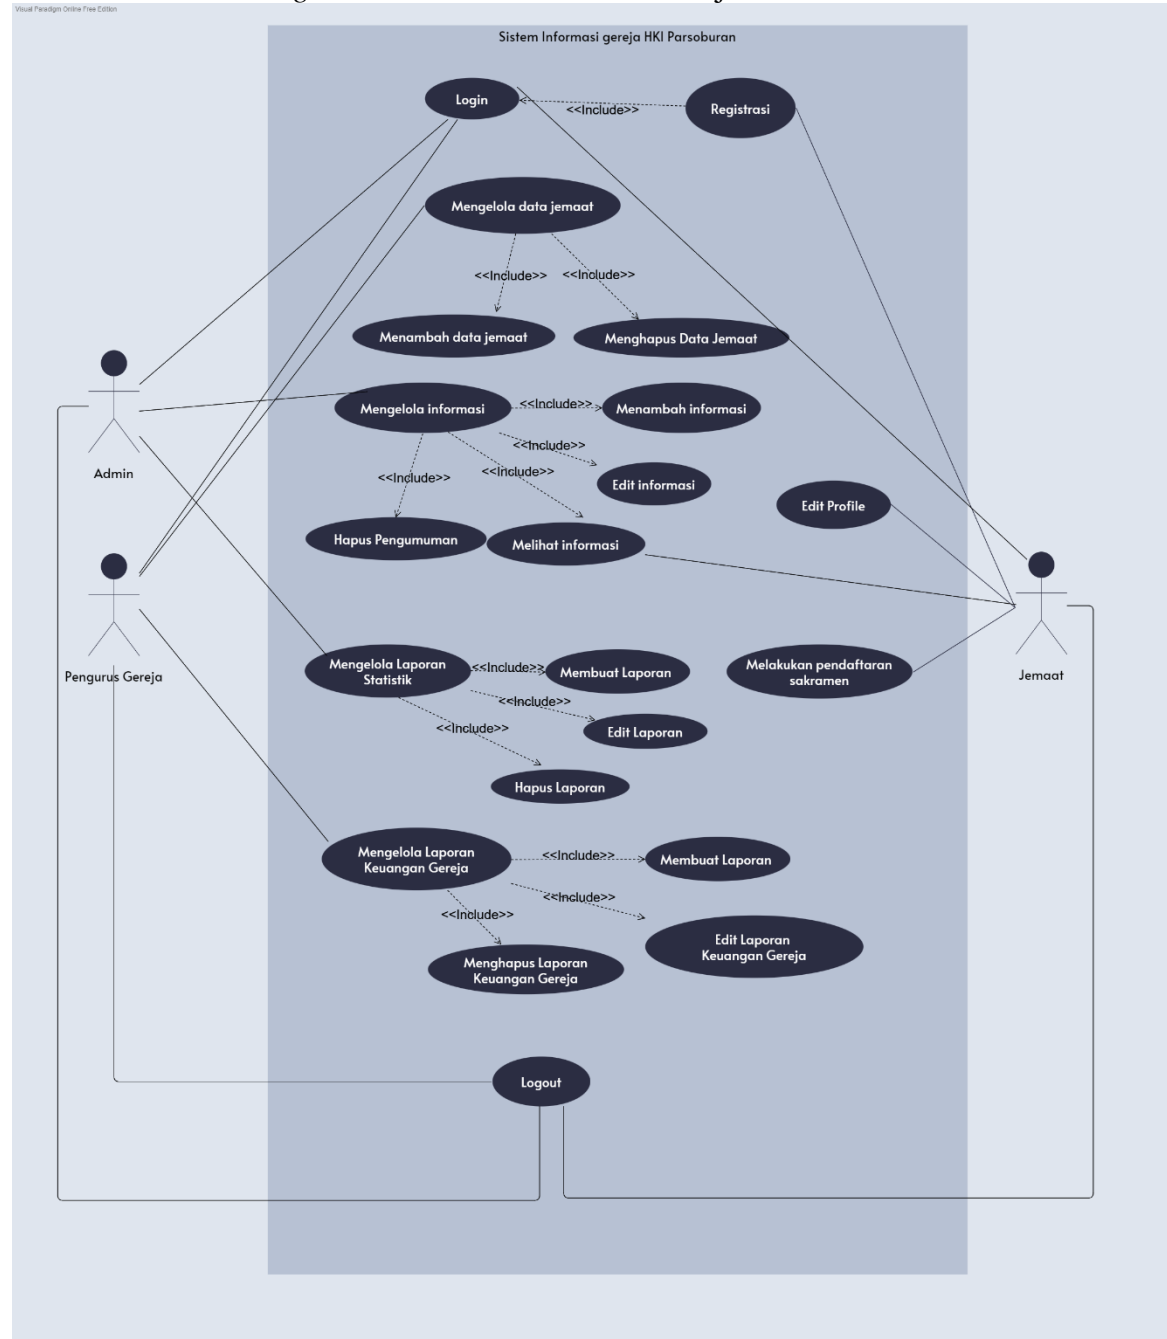 Visual Paradigm Online Free Edition
Sistem Informasi gereja HKI Parsoburan
Login
<<Include>>
Registrasi
Mengelola data jemaat
<<Include>>
<<Include>>
Menambah data jemaat
Menghapus Data Jemaat
Mengelola informasi
<<Include>>
Menambah informasi
<<Include>>
Admin
<<Include>>
<<Include>>
Edit informasi
Edit Profile
Hapus Pengumuman
Melihat informasi
Pengurus Gereja
Mengelola Laporan
Statistik
<<Include>>
Membuat Laporan
Melakukan pendaftaran
sakramen
Jemaat
<<Include>>
<<Include>>
Edit Laporan
Hapus Laporan
Mengelola Laporan
Keuangan Gereja
<<Include>>
Membuat Laporan
<<Include>>
<<Include>>
Edit Laporan
Keuangan Gereja
Menghapus Laporan
Keuangan Gereja
Logout